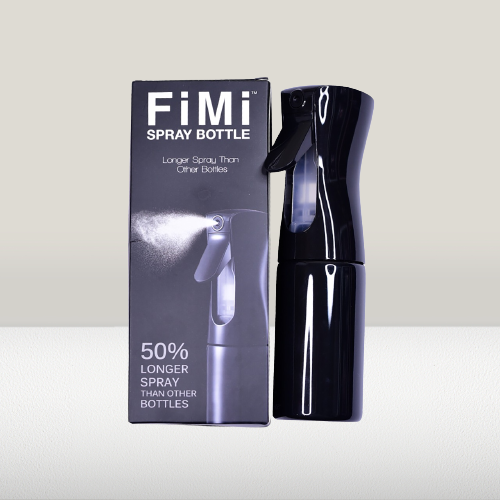 FiMi™
SPRAY BOTTLE
Longer Spray Than
Other Bottles
50%
LONGER
SPRAY
THAN OTHER
BOTTLES